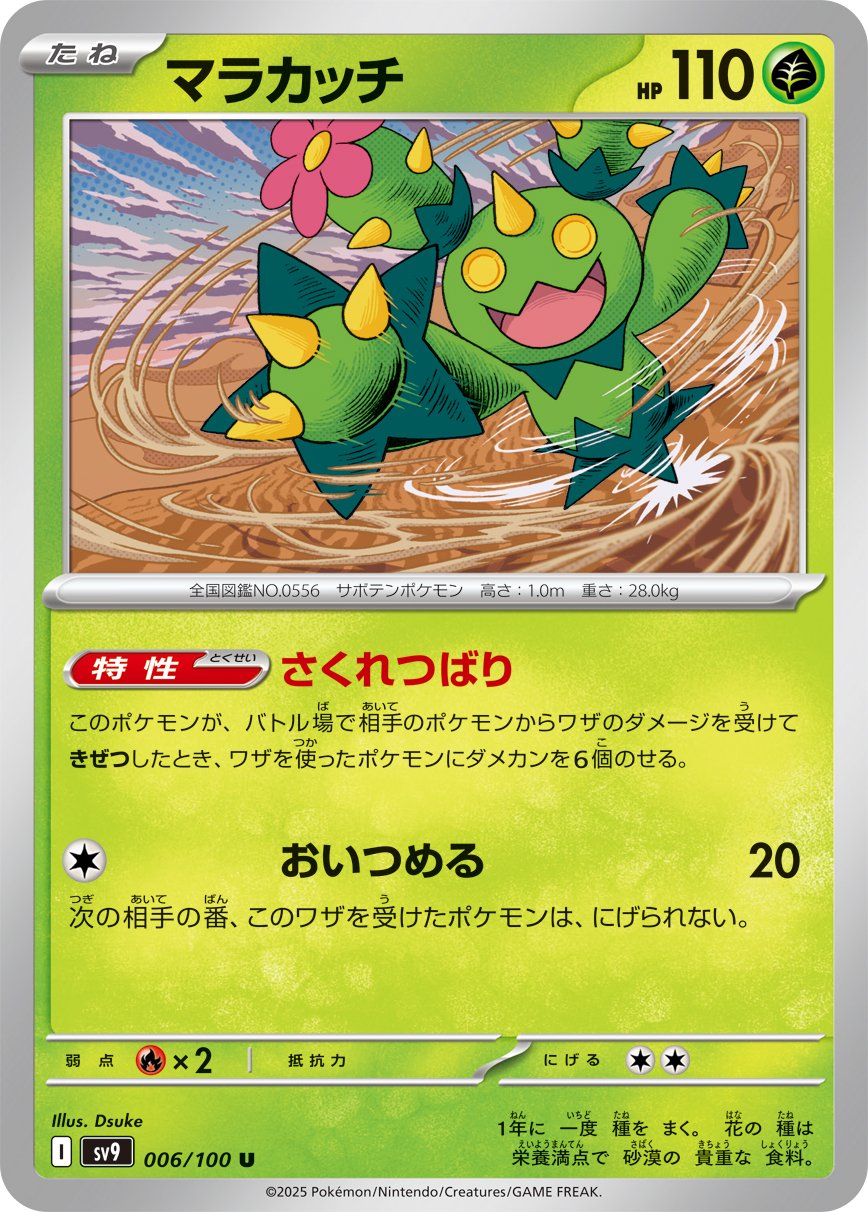 たね マラカッチ HP 110
全国図鑑NO.0556 サボテンポケモン 高さ:1.0m 重さ:28.0kg
特性 とくせい さくれつばり
このポケモンが、バトル場で相手のポケモンからワザのダメージを受けて
きぜつしたとき、ワザを使ったポケモンにダメカンを6個のせる。
おいつめる 20
次の相手の番、このワザを受けたポケモンは、にげられない。
弱点 ×2 抵抗力 にげる
Illus. Dsuke
1年に 一度 種を まく。 花の 種は
栄養満点で 砂漠の 貴重な 食料。
I sv9 006/100 U
©2025 Pokémon/Nintendo/Creatures/GAME FREAK.